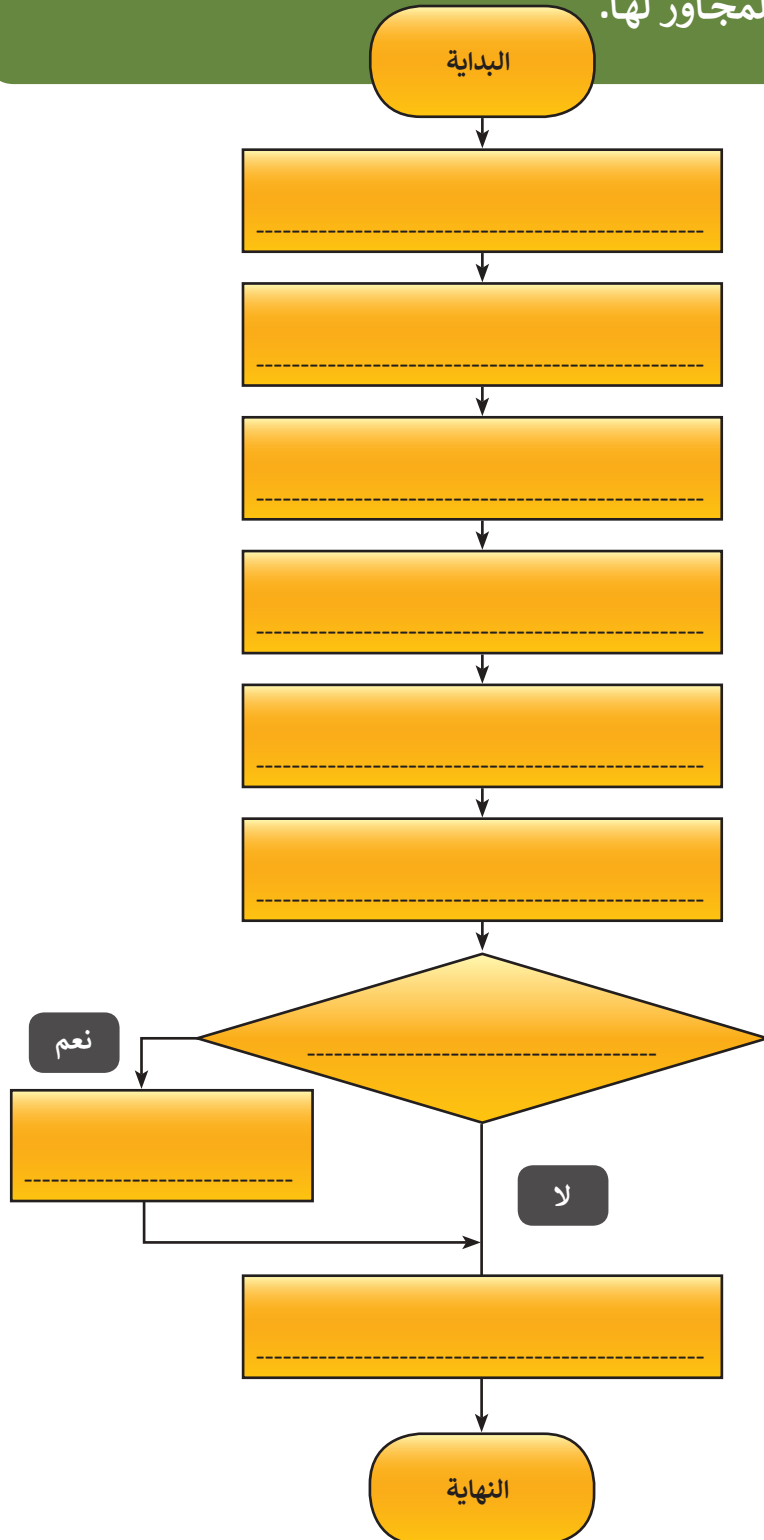 لمجاور لها.
البداية
نعم
لا
النهاية